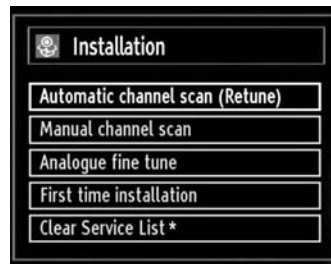 Installation
Automatic channel scan (Retune)
Manual channel scan
Analogue fine tune
First time installation
Clear Service List *